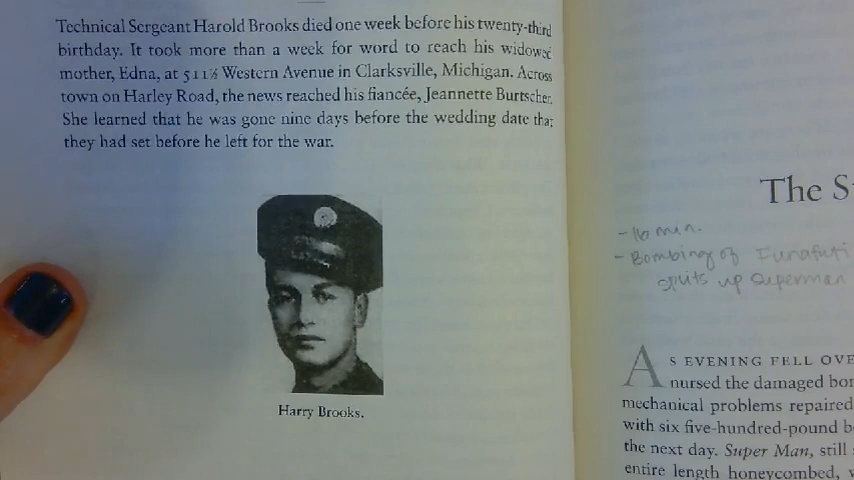 Technical Sergeant Harold Brooks died one week before his twenty-third
birthday. It took more than a week for word to reach his widowed
mother, Edna, at 511½ Western Avenue in Clarksville, Michigan. Across
town on Harley Road, the news reached his fiancée, Jeannette Burtscher.
She learned that he was gone nine days before the wedding date that
they had set before he left for the war.
Harry Brooks.
The S
- 16 men.
- Bombing of Funafuti
splits up Superman
AS EVENING FELL OVE
nursed the damaged bo
mechanical problems repaired
with six five-hundred-pound b
the next day. Super Man, still
entire length honeycombed,